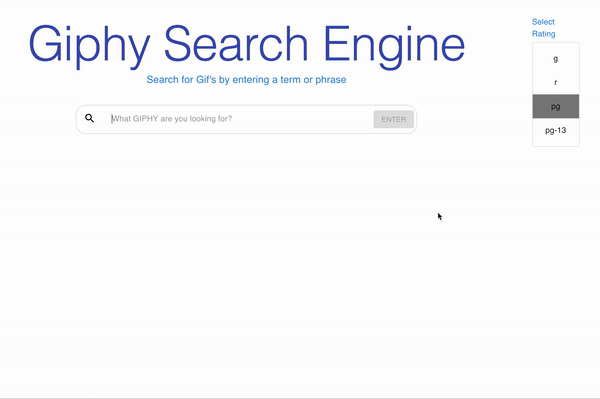 Giphy Search Engine
Search for Gif's by entering a term or phrase
What GIPHY are you looking for?
ENTER
Select
Rating
g
r
pg
pg-13